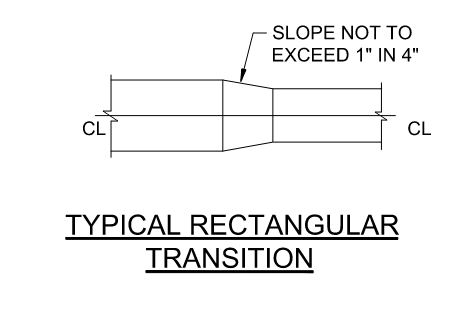 SLOPE NOT TO
EXCEED 1" IN 4"
CL
CL
TYPICAL RECTANGULAR
TRANSITION